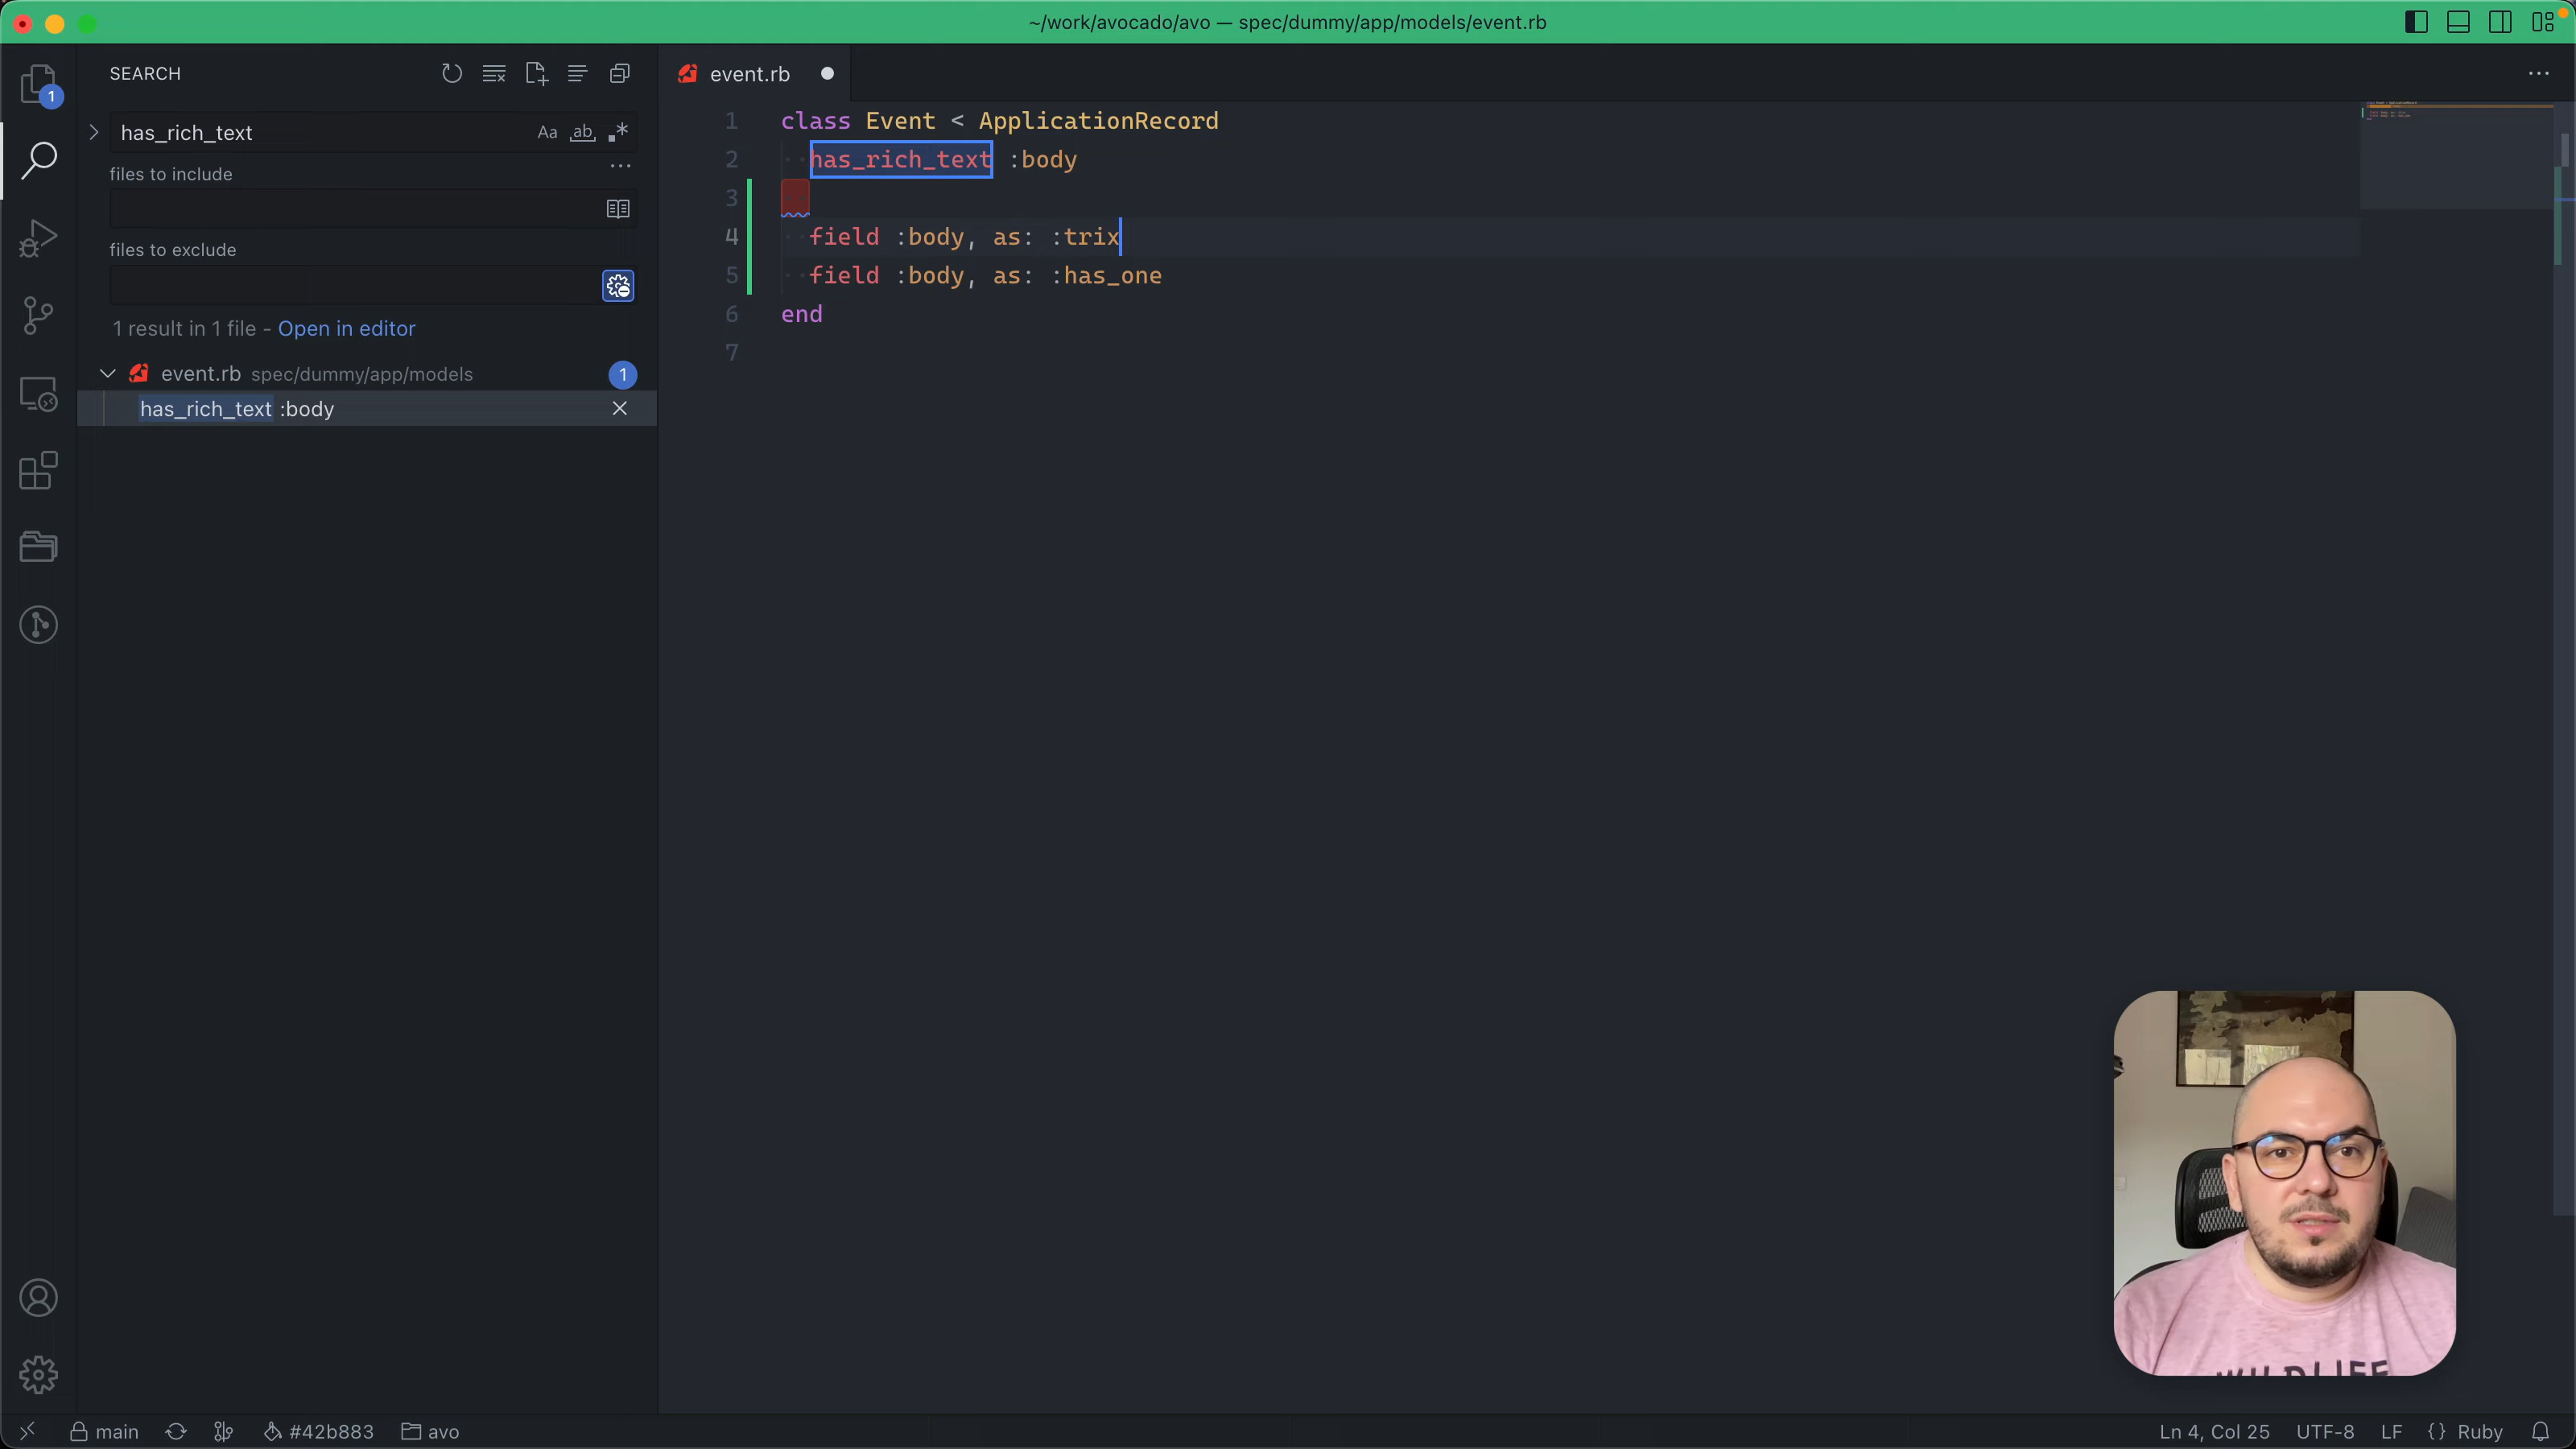 ~/work/avocado/avo — spec/dummy/app/models/event.rb
1
SEARCH
has_rich_text
Aa
ab
.*
files to include
files to exclude
1 result in 1 file - Open in editor
event.rb spec/dummy/app/models 1
has_rich_text :body
event.rb
1 class Event < ApplicationRecord
2 has_rich_text :body
3
4 field :body, as: :trix
5 field :body, as: :has_one
6 end
7
WILDLIFE
main
#42b883
avo
Ln 4, Col 25
UTF-8
LF
{} Ruby